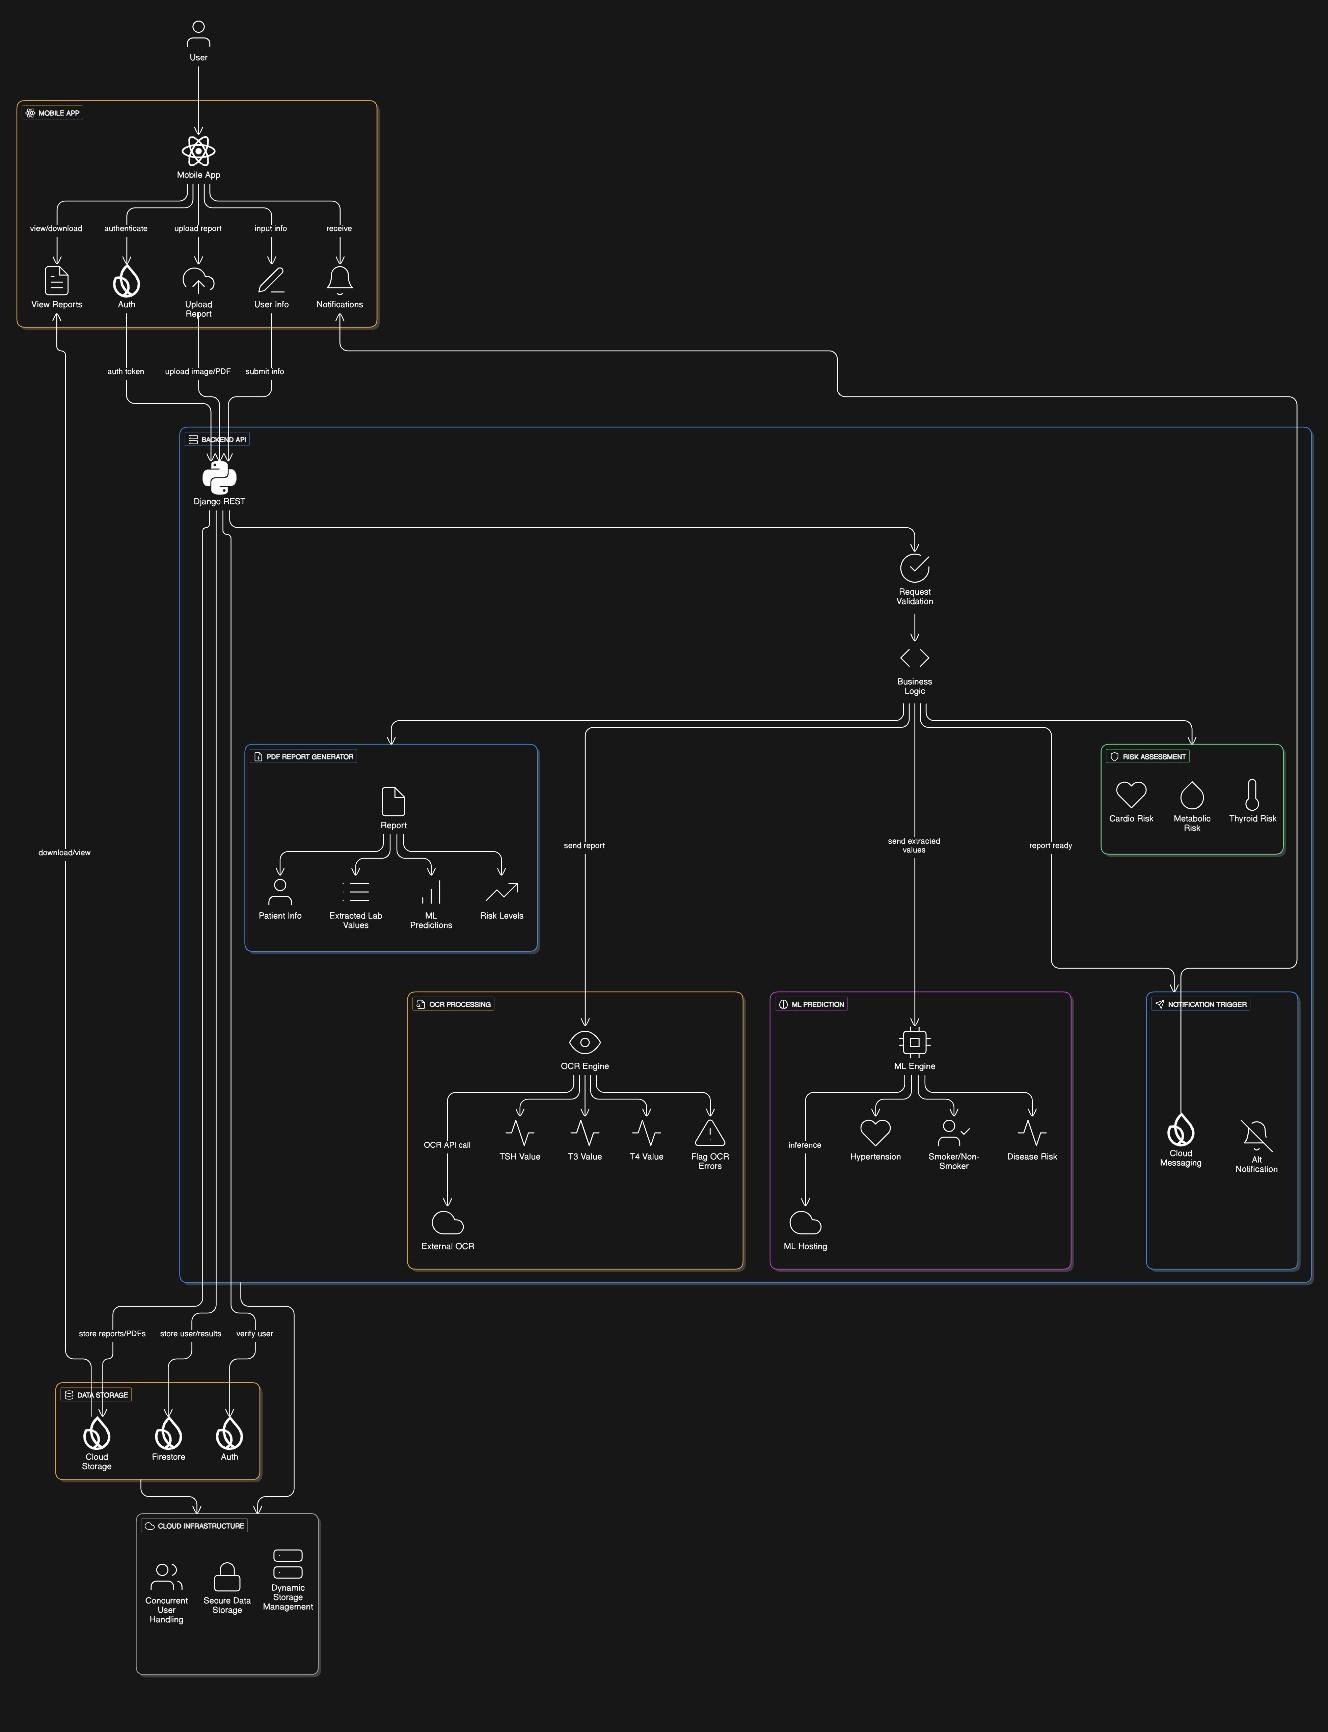 User
MOBILE APP
Mobile App
view/download
authenticate
upload report
input info
receive
View Reports
Auth
Upload
Report
User Info
Notifications
auth token
upload image/PDF
submit info
BACKEND API
Django REST
Request
Validation
Business
Logic
PDF REPORT GENERATOR
Report
Patient Info
Extracted Lab
Values
ML
Predictions
Risk Levels
RISK ASSESSMENT
Cardio Risk
Metabolic
Risk
Thyroid Risk
download/view
send report
send extracted
values
report ready
OCR PROCESSING
OCR Engine
OCR API call
TSH Value
T3 Value
T4 Value
Flag OCR
Errors
External OCR
ML PREDICTION
ML Engine
inference
Hypertension
Smoker/Non-
Smoker
Disease Risk
ML Hosting
NOTIFICATION TRIGGER
Cloud
Messaging
Alt
Notification
store reports/PDFs
store user/results
verify user
DATA STORAGE
Cloud
Storage
Firestore
Auth
CLOUD INFRASTRUCTURE
Concurrent
User
Handling
Secure Data
Storage
Dynamic
Storage
Management